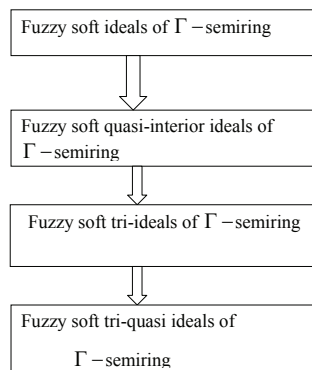 Fuzzy soft ideals of Γ−semiring
Fuzzy soft quasi-interior ideals of
Γ−semiring
Fuzzy soft tri-ideals of Γ−semiring
Fuzzy soft tri-quasi ideals of
Γ−semiring